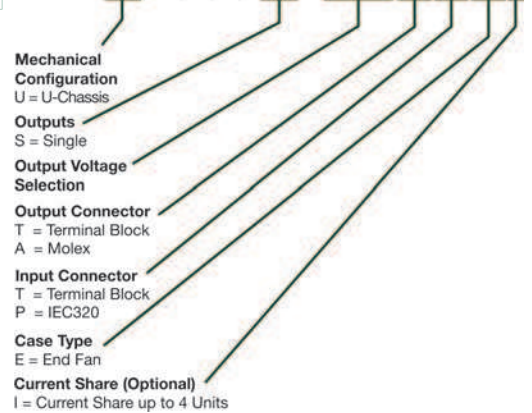 Mechanical
Configuration
U = U-Chassis
Outputs
S = Single
Output Voltage
Selection
Output Connector
T = Terminal Block
A = Molex
Input Connector
T = Terminal Block
P = IEC320
Case Type
E = End Fan
Current Share (Optional)
I = Current Share up to 4 Units